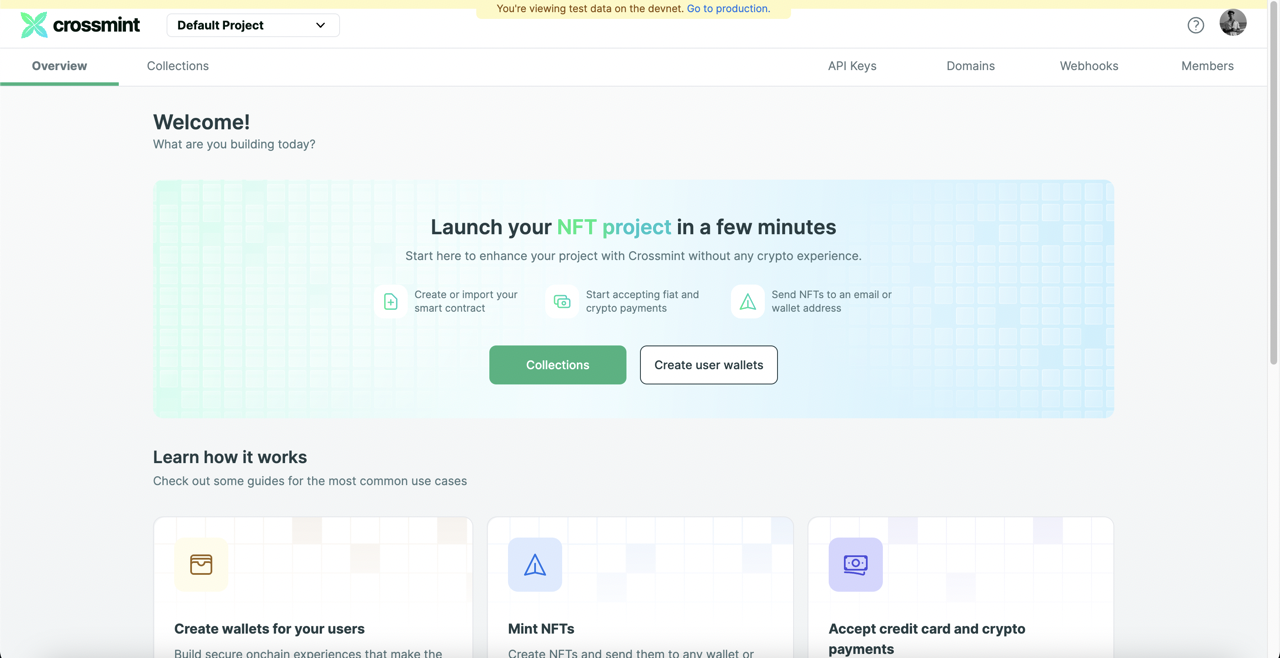 You're viewing test data on the devnet. Go to production.
crossmint
Default Project
Overview
Collections
API Keys
Domains
Webhooks
Members
Welcome!
What are you building today?
Launch your NFT project in a few minutes
Start here to enhance your project with Crossmint without any crypto experience.
Create or import your
smart contract
Start accepting fiat and
crypto payments
Send NFTs to an email or
wallet address
Collections
Create user wallets
Learn how it works
Check out some guides for the most common use cases
Create wallets for your users
Build secure onchain experiences that make the
Mint NFTs
Create NFTs and send them to any wallet or
Accept credit card and crypto
payments